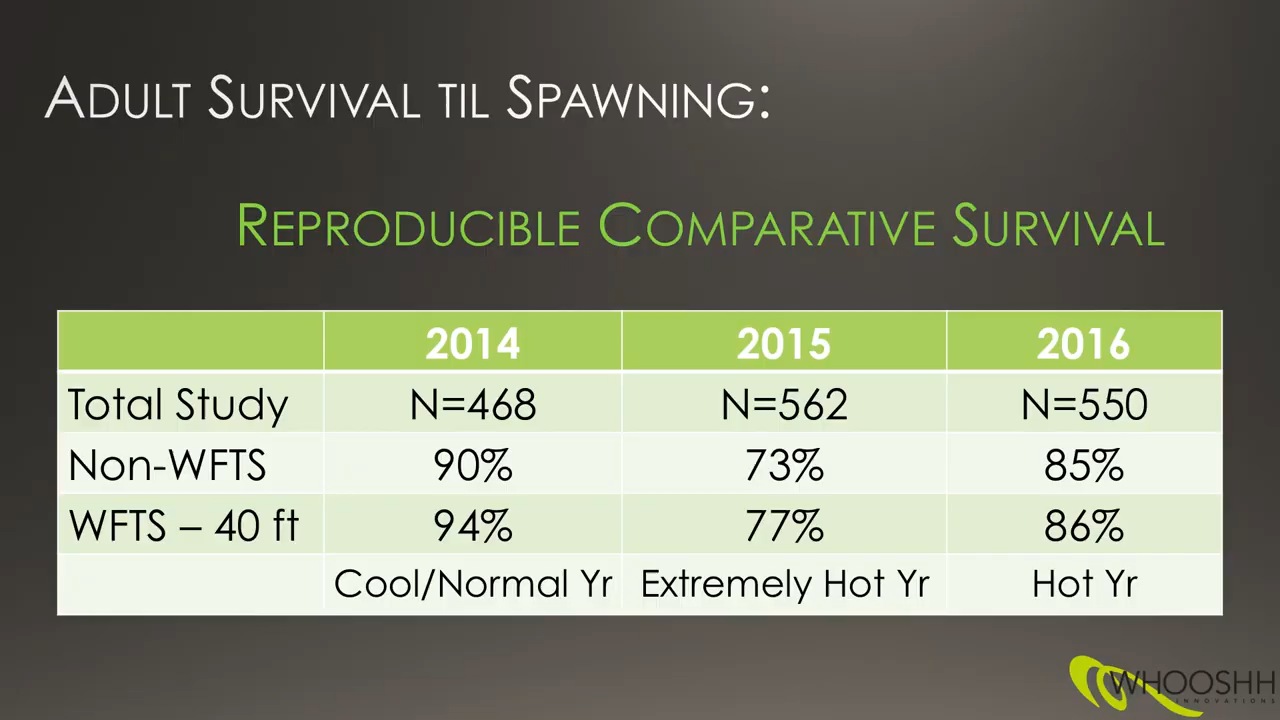 ADULT SURVIVAL TIL SPAWNING:
REPRODUCIBLE COMPARATIVE SURVIVAL
2014 2015 2016
Total Study N=468 N=562 N=550
Non-WFTS 90% 73% 85%
WFTS – 40 ft 94% 77% 86%
Cool/Normal Yr Extremely Hot Yr Hot Yr
WHOOSHH
INNOVATIONS